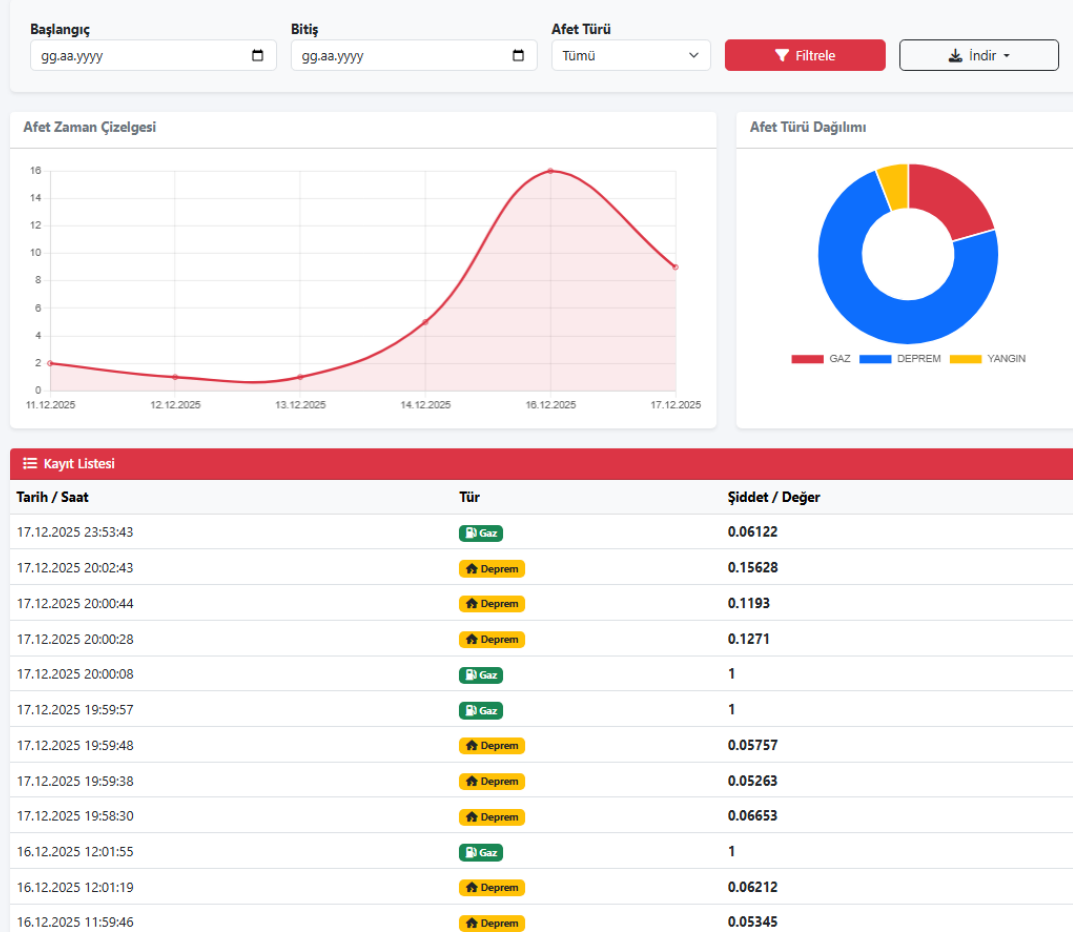 Başlangıç Bitiş Afet Türü
gg.aa.yyyy gg.aa.yyyy Tümü Filtrele İndir
Afet Zaman Çizelgesi
16
14
12
10
8
6
4
2
0
11.12.2025 12.12.2025 13.12.2025 14.12.2025 16.12.2025 17.12.2025
Afet Türü Dağılımı
GAZ DEPREM YANGIN
Kayıt Listesi
Tarih / Saat Tür Şiddet / Değer
17.12.2025 23:53:43 Gaz 0.06122
17.12.2025 20:02:43 Deprem 0.15628
17.12.2025 20:00:44 Deprem 0.1193
17.12.2025 20:00:28 Deprem 0.1271
17.12.2025 20:00:08 Gaz 1
17.12.2025 19:59:57 Gaz 1
17.12.2025 19:59:48 Deprem 0.05757
17.12.2025 19:59:38 Deprem 0.05263
17.12.2025 19:58:30 Deprem 0.06653
16.12.2025 12:01:55 Gaz 1
16.12.2025 12:01:19 Deprem 0.06212
16.12.2025 11:59:46 Deprem 0.05345